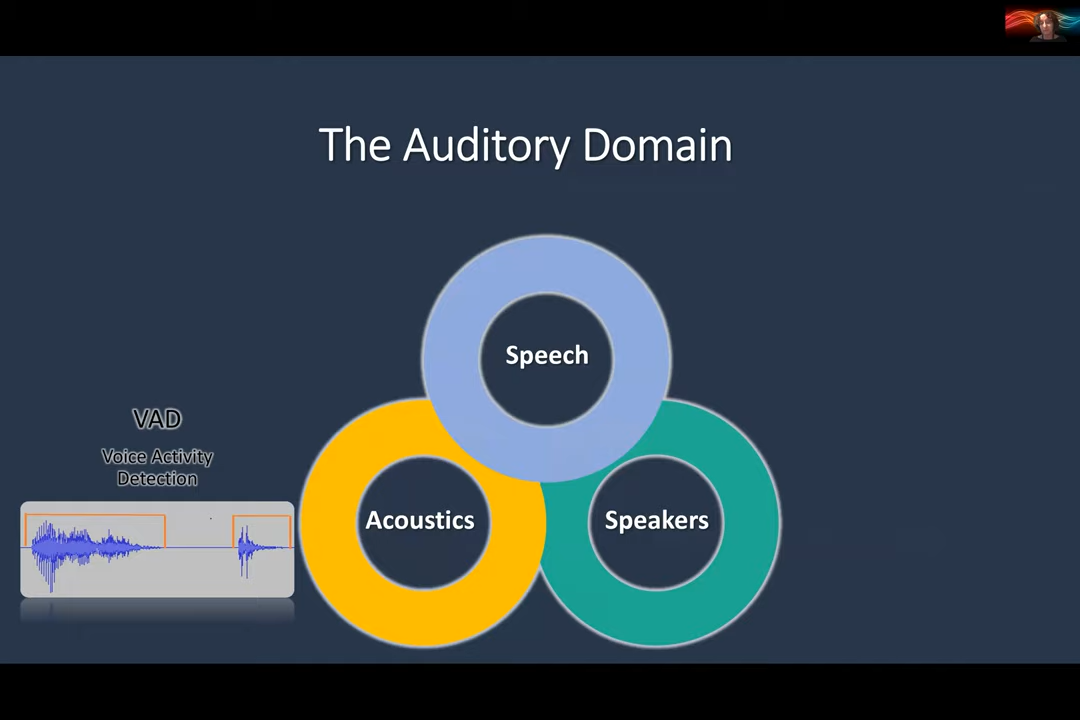 The Auditory Domain
Speech
VAD
Voice Activity
Detection
Acoustics
Speakers